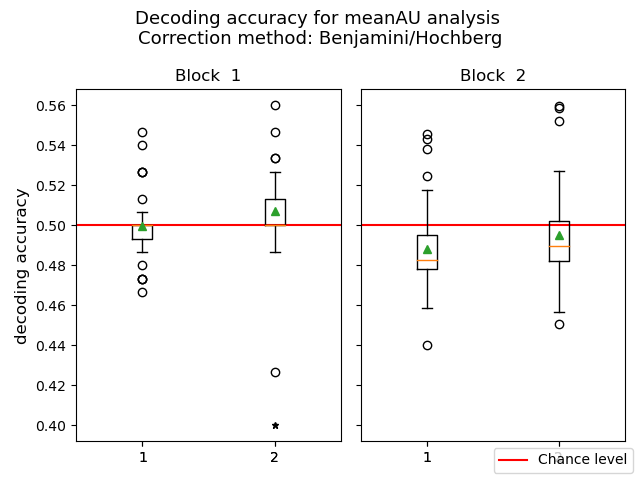 Decoding accuracy for meanAU analysis
Correction method: Benjamini/Hochberg
Block 1
Block 2
decoding accuracy
0.56
0.54
0.52
0.50
0.48
0.46
0.44
0.42
0.40
1
2
1
Chance level